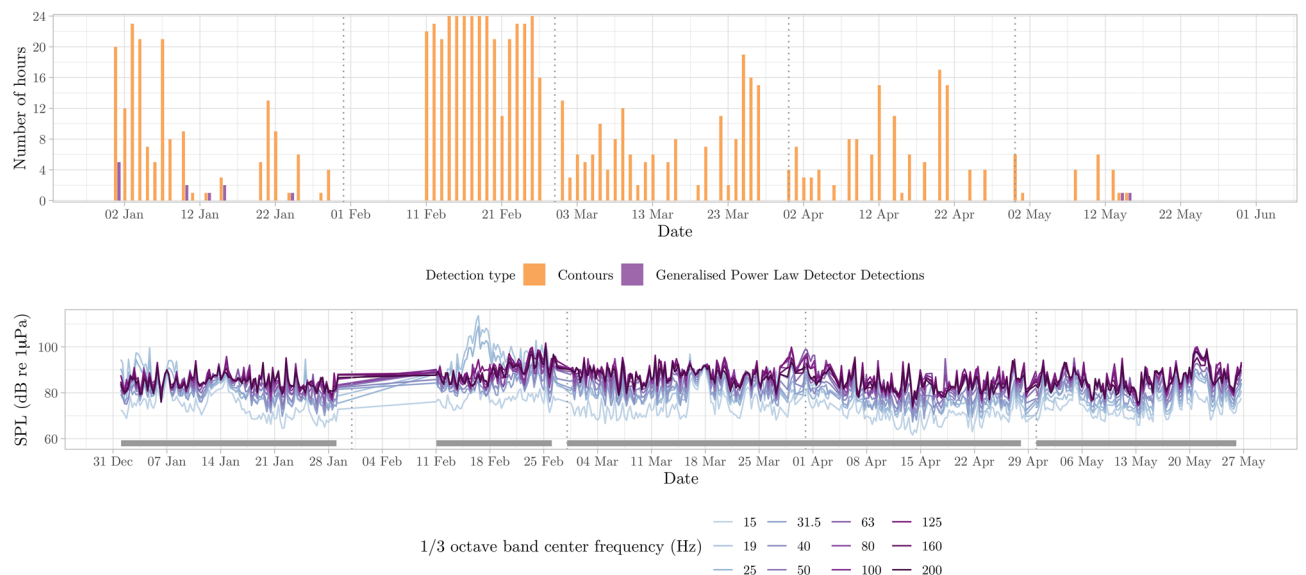 24
20
16
12
8
4
0
Number of hours
02 Jan 12 Jan 22 Jan 01 Feb 11 Feb 21 Feb 03 Mar 13 Mar 23 Mar 02 Apr 12 Apr 22 Apr 02 May 12 May 22 May 01 Jun
Date
Detection type Contours Generalised Power Law Detector Detections
100
80
60
SPL (dB re 1µPa)
31 Dec 07 Jan 14 Jan 21 Jan 28 Jan 04 Feb 11 Feb 18 Feb 25 Feb 04 Mar 11 Mar 18 Mar 25 Mar 01 Apr 08 Apr 15 Apr 22 Apr 29 Apr 06 May 13 May 20 May 27 May
Date
1/3 octave band center frequency (Hz)
15 31.5 63 125
19 40 80 160
25 50 100 200